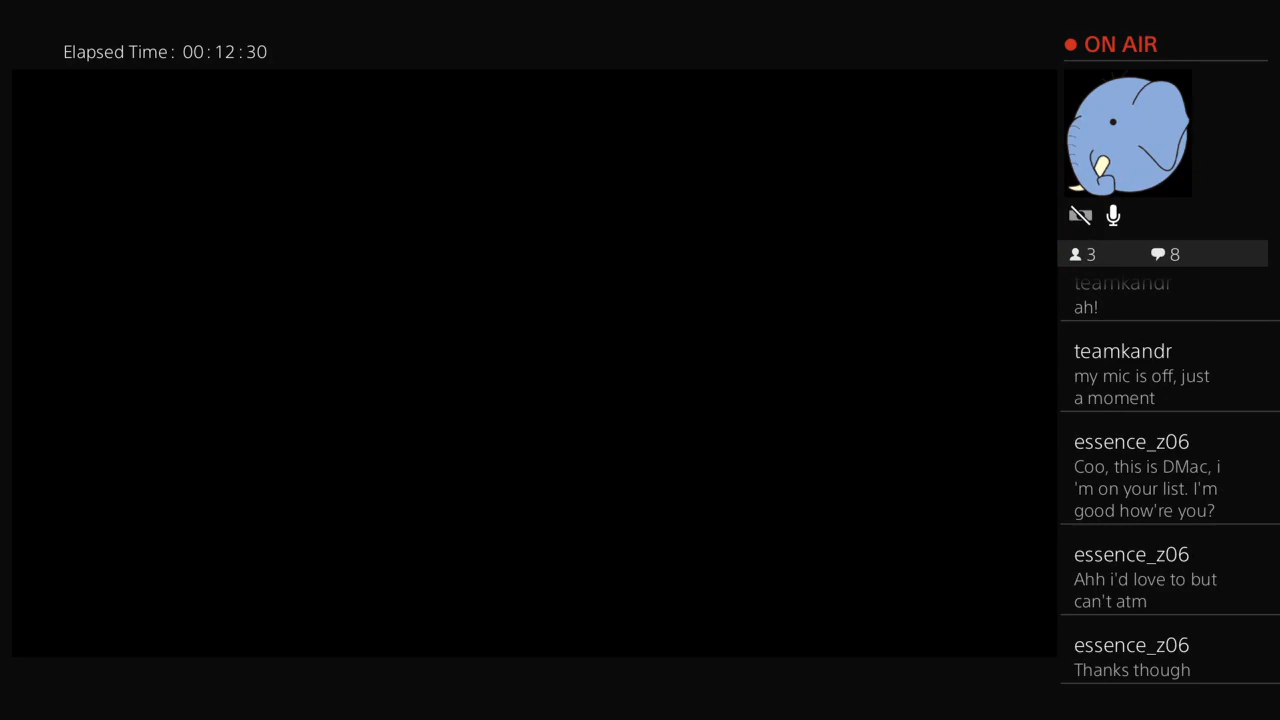 Elapsed Time: 00:12:30
ON AIR
3
8
teamkandr
ah!
teamkandr
my mic is off, just
a moment
essence_z06
Coo, this is DMac, i
'm on your list. I'm
good how're you?
essence_z06
Ahh i'd love to but
can't atm
essence_z06
Thanks though